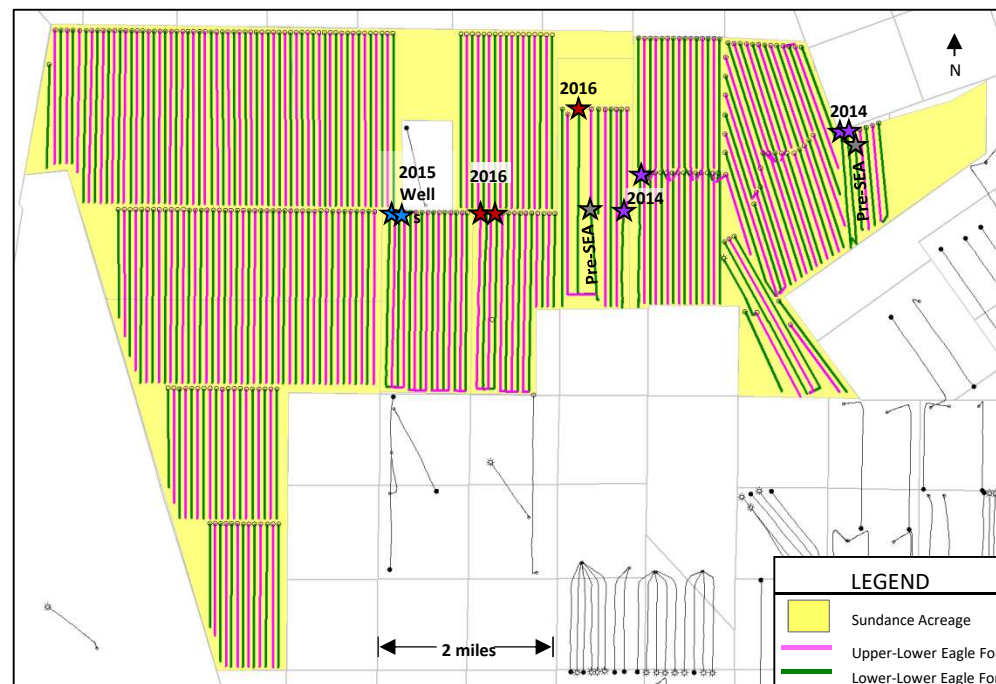 N
2016
2014
2015
Well
s
2016
2014
Pre-SEA
Pre-SEA
2 miles
LEGEND
Sundance Acreage
Upper-Lower Eagle Fo
Lower-Lower Eagle For